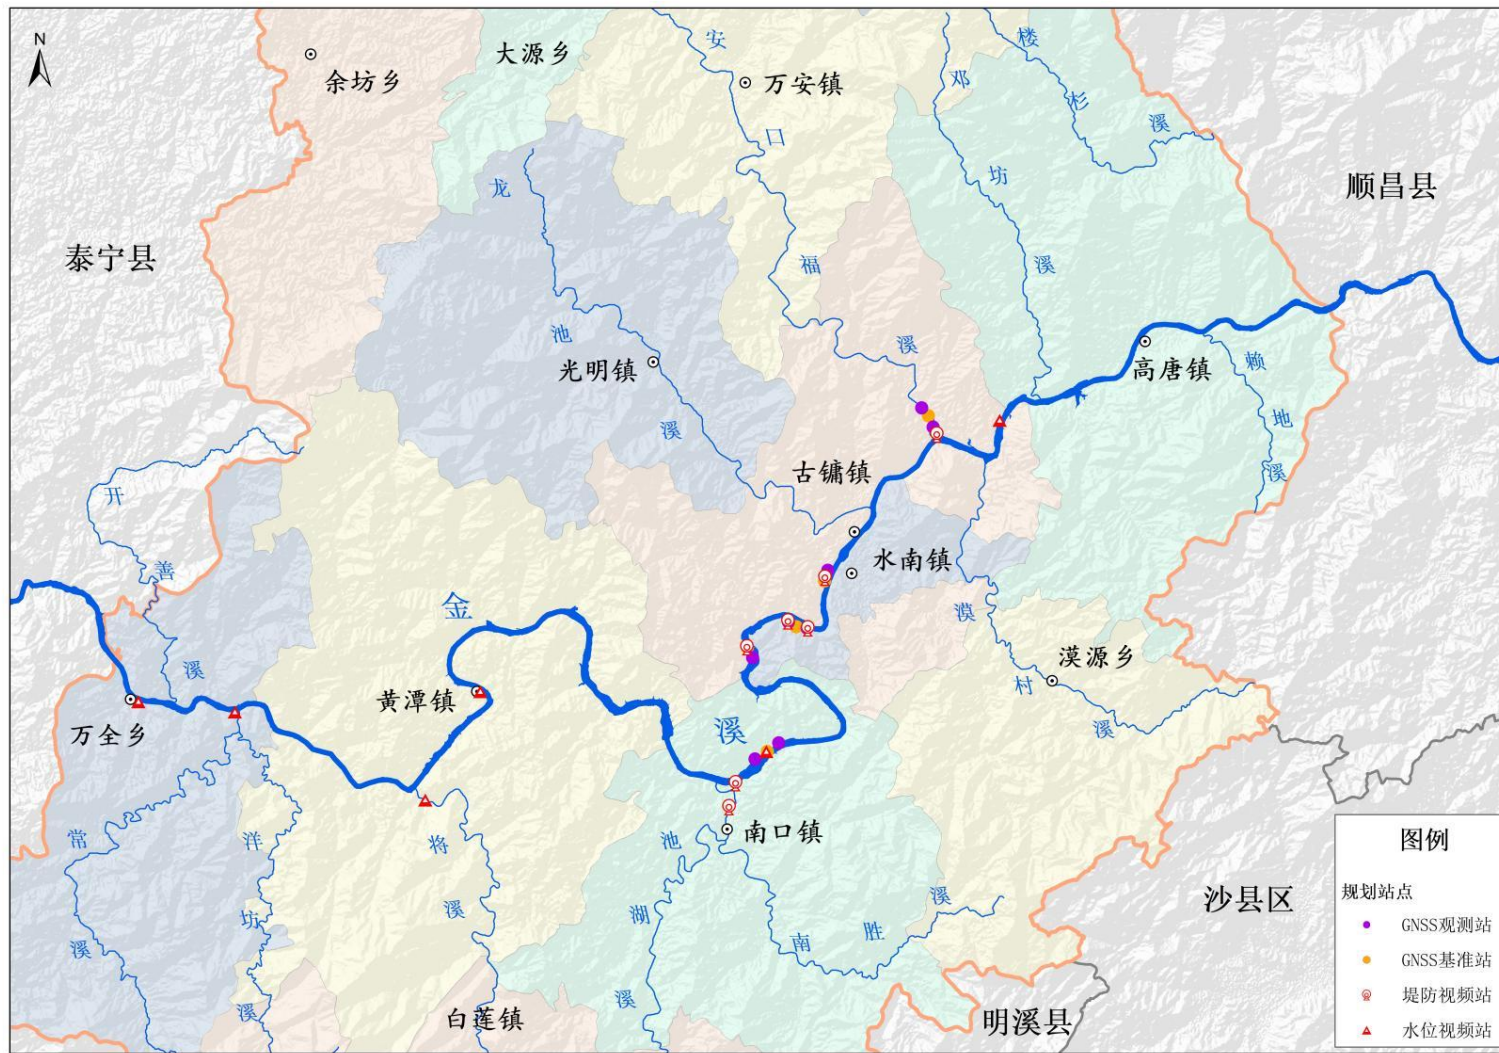 N
余坊乡
大源乡
万安镇
安
口
福
溪
邓
坊
溪
楼
杉
溪
顺昌县
泰宁县
龙
池
溪
光明镇
高唐镇
赖
地
溪
古镛镇
水南镇
开
善
溪
金
溪
漠
村
溪
漠源乡
万全乡
黄潭镇
常
溪
洋
坊
溪
将
溪
池
湖
溪
南口镇
南
胜
溪
白莲镇
沙县区
明溪县
图例
规划站点
GNSS观测站
GNSS基准站
堤防视频站
水位视频站